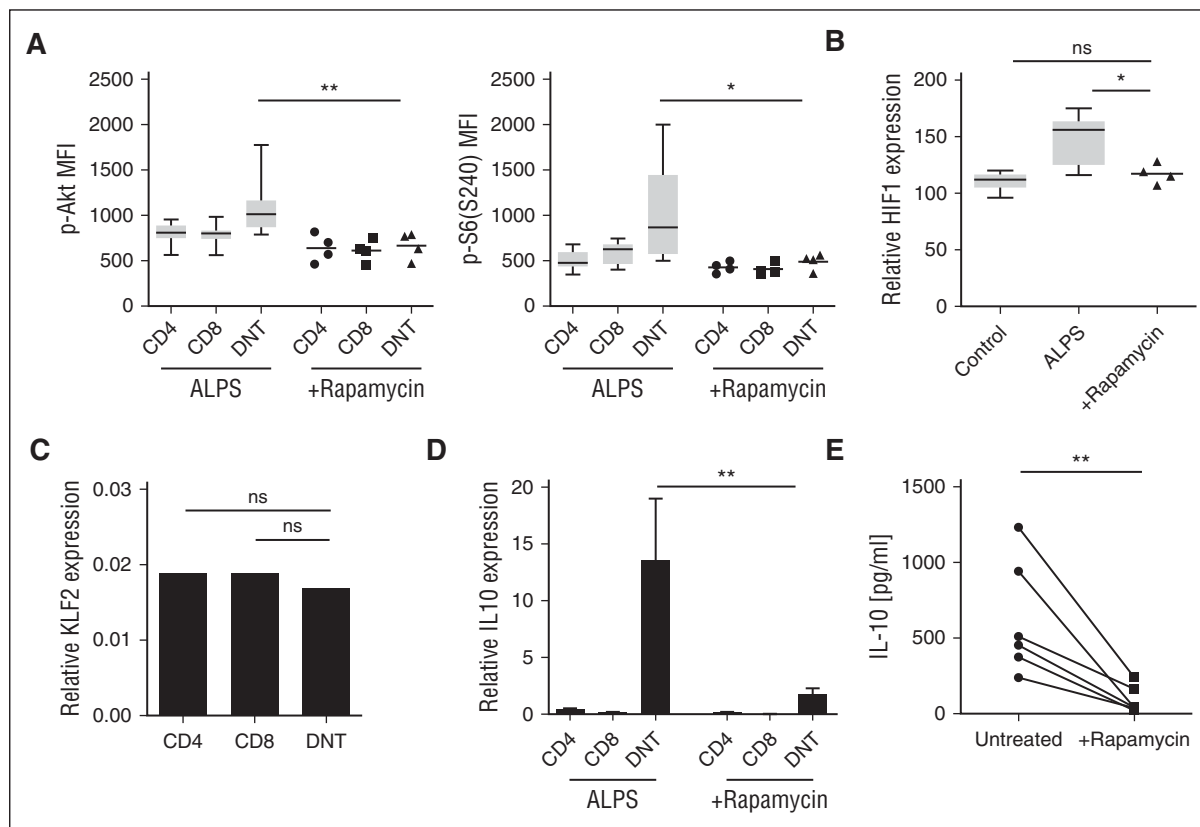 A
p-Akt MFI
2500
2000
1500
1000
500
0
**
CD4
CD8
DNT
CD4
CD8
DNT
ALPS
+Rapamycin
p-S6(S240) MFI
2500
2000
1500
1000
500
0
*
CD4
CD8
DNT
CD4
CD8
DNT
ALPS
+Rapamycin
B
Relative HIF1 expression
200
150
100
50
0
ns
*
Control
ALPS
+Rapamycin
C
Relative KLF2 expression
0.03
0.02
0.01
0.00
ns
ns
CD4
CD8
DNT
D
Relative IL10 expression
20
15
10
5
0
**
CD4
CD8
DNT
CD4
CD8
DNT
ALPS
+Rapamycin
E
IL-10 [pg/ml]
1500
1000
500
0
**
Untreated
+Rapamycin